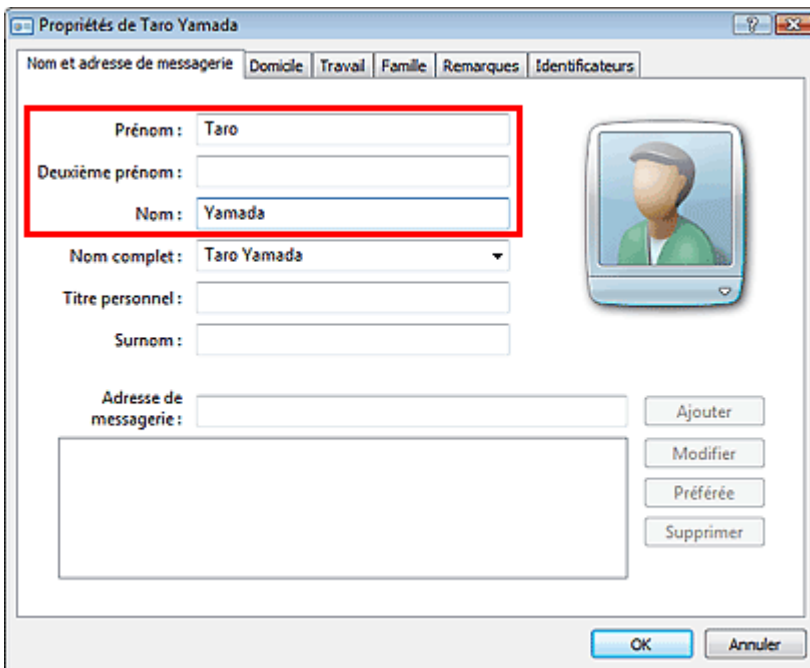 Propriétés de Taro Yamada
Nom et adresse de messagerie Domicile Travail Famille Remarques Identificateurs
Prénom : Taro
Deuxième prénom :
Nom : Yamada
Nom complet : Taro Yamada
Titre personnel :
Surnom :
Adresse de
messagerie :
Ajouter
Modifier
Préférée
Supprimer
OK Annuler